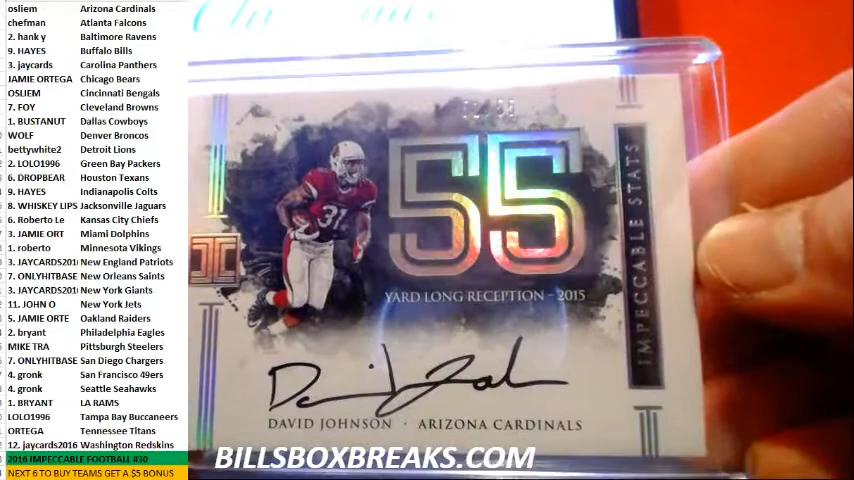 osliem Arizona Cardinals
chefman Atlanta Falcons
2. hank y Baltimore Ravens
9. HAYES Buffalo Bills
3. jaycards Carolina Panthers
JAMIE ORTEGA Chicago Bears
OSLIEM Cincinnati Bengals
7. FOY Cleveland Browns
1. BUSTANUT Dallas Cowboys
WOLF Denver Broncos
bettywhite2 Detroit Lions
2. LOLO1996 Green Bay Packers
6. DROPBEAR Houston Texans
9. HAYES Indianapolis Colts
8. WHISKEY LIPS Jacksonville Jaguars
6. Roberto Le Kansas City Chiefs
3. JAMIE ORT Miami Dolphins
1. roberto Minnesota Vikings
3. JAYCARDS201 New England Patriots
7. ONLYHITBASE New Orleans Saints
3. JAYCARDS201 New York Giants
11. JOHN O New York Jets
5. JAMIE ORTE Oakland Raiders
2. bryant Philadelphia Eagles
MIKE TRA Pittsburgh Steelers
7. ONLYHITBASE San Diego Chargers
4. gronk San Francisco 49ers
4. gronk Seattle Seahawks
1. BRYANT LA RAMS
LOLO1996 Tampa Bay Buccaneers
ORTEGA Tennessee Titans
12. jaycards2016 Washington Redskins
2016 IMPECCABLE FOOTBALL #30
NEXT 6 TO BUY TEAMS GET A $5 BONUS
55
31
YARD LONG RECEPTION - 2015
IMPECCABLE STATS
DAVID JOHNSON · ARIZONA CARDINALS
BILLSBOXBREAKS.COM